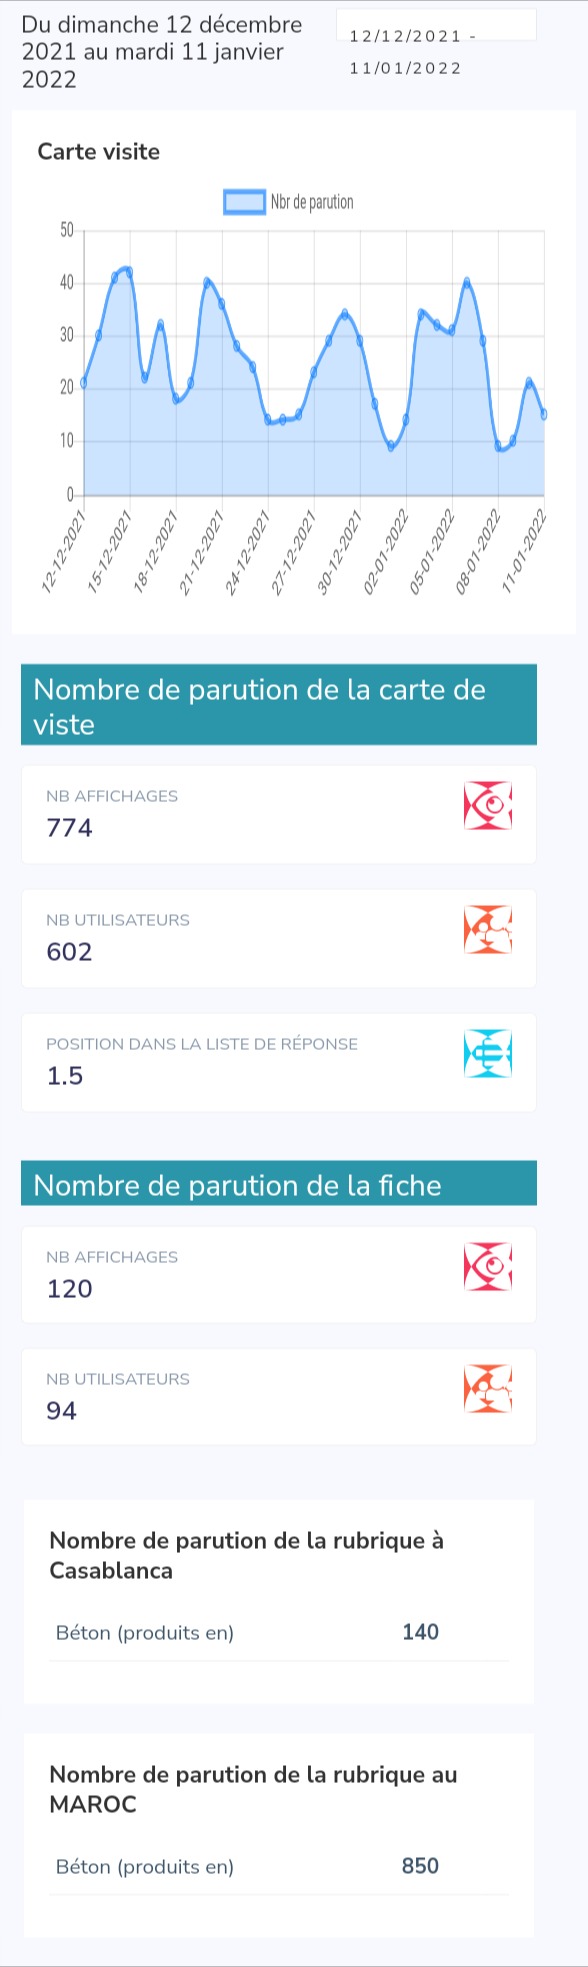 Du dimanche 12 décembre
2021 au mardi 11 janvier
2022
12/12/2021 -
11/01/2022
Carte visite
Nbr de parution
50
40
30
20
10
0
12-12-2021
15-12-2021
18-12-2021
21-12-2021
24-12-2021
27-12-2021
30-12-2021
02-01-2022
05-01-2022
08-01-2022
11-01-2022
Nombre de parution de la carte de
viste
NB AFFICHAGES
774
NB UTILISATEURS
602
POSITION DANS LA LISTE DE RÉPONSE
1.5
Nombre de parution de la fiche
NB AFFICHAGES
120
NB UTILISATEURS
94
Nombre de parution de la rubrique à
Casablanca
Béton (produits en) 140
Nombre de parution de la rubrique au
MAROC
Béton (produits en) 850